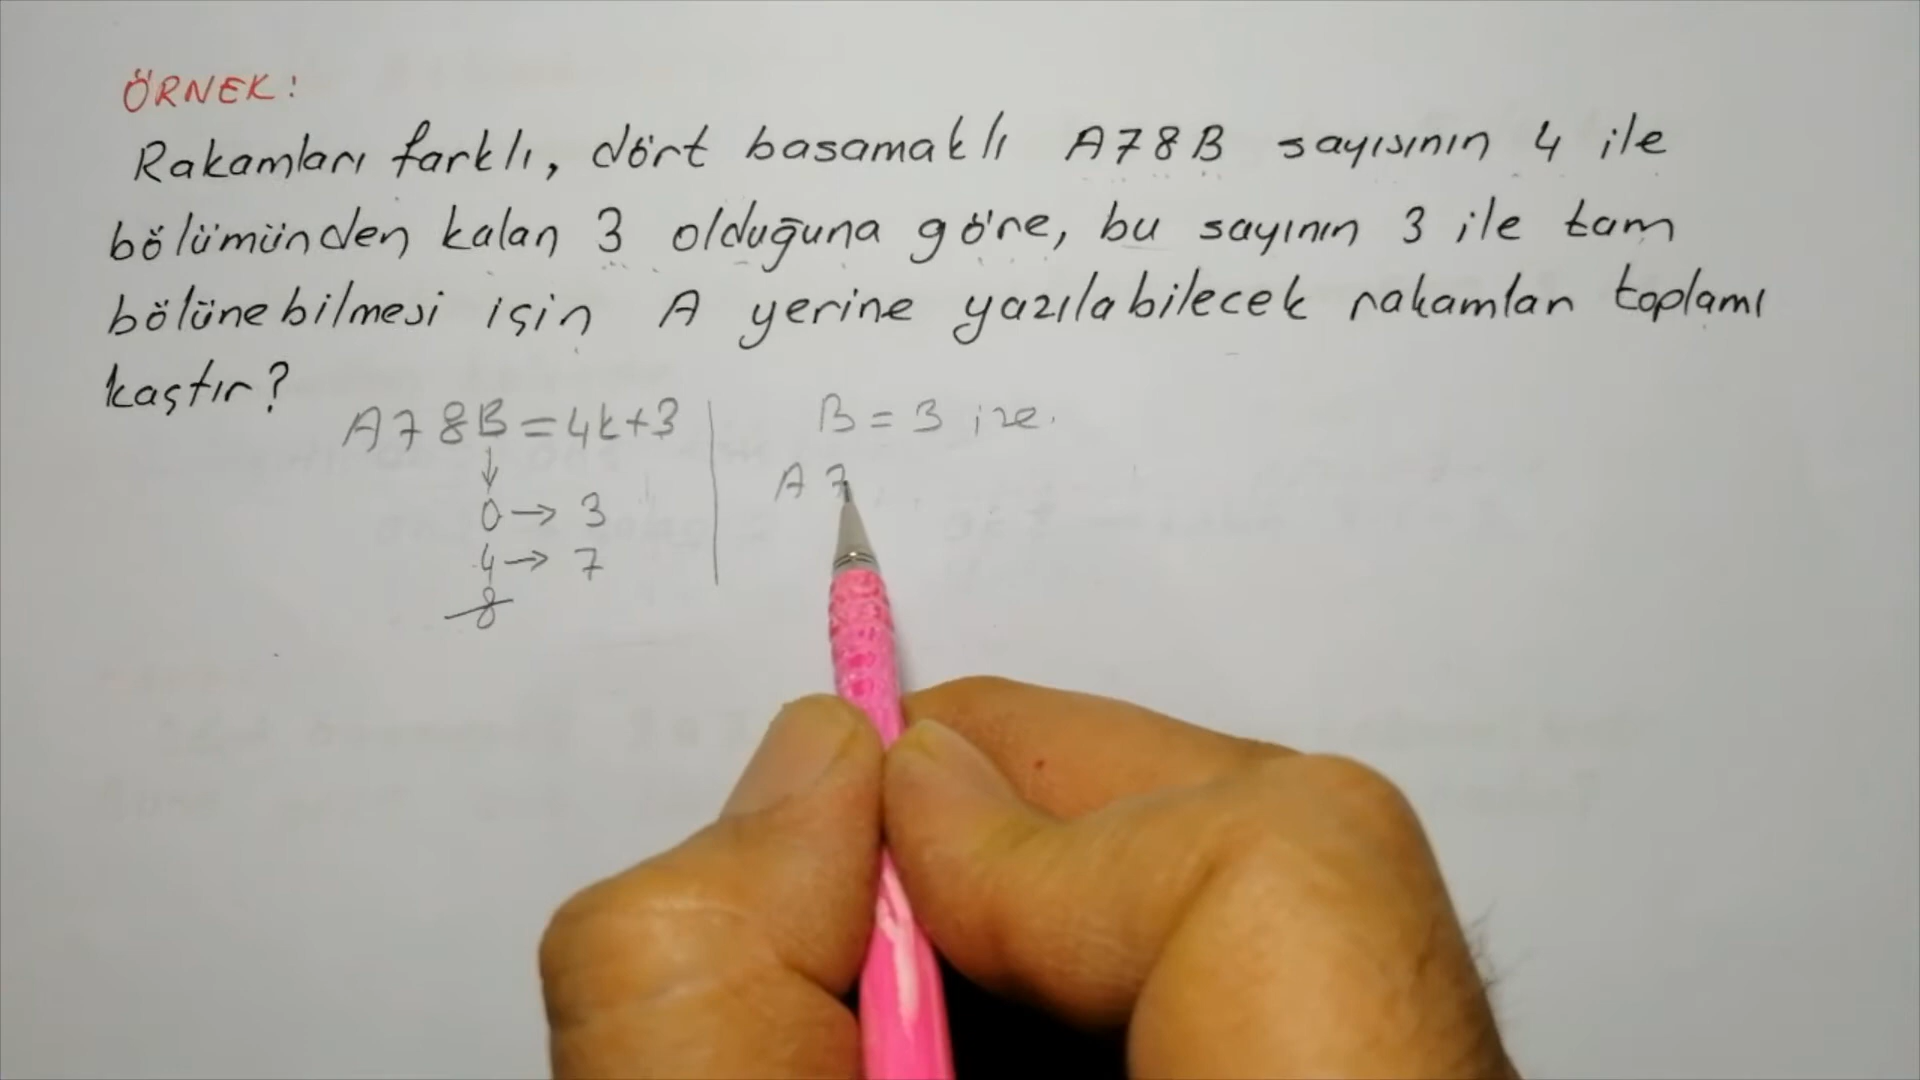 ÖRNEK:
Rakamları farklı, dört basamaklı A78B sayısının 4 ile
bölümünden kalan 3 olduğuna göre, bu sayının 3 ile tam
bölünebilmesi için A yerine yazılabilecek rakamlar toplamı
kaçtır?
A78B=4k+3
↓
0→3
4→7
8
B=3 ise.
A7